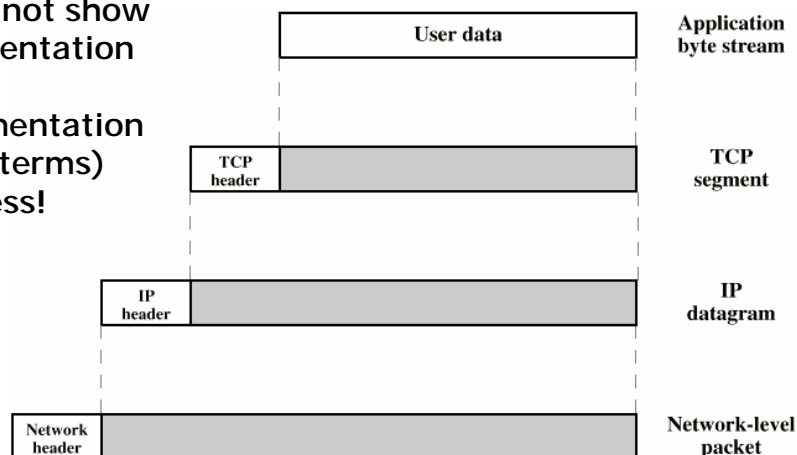 not show
entation
nentation
terms)
ess!
User data
Application
byte stream
TCP
header
TCP
segment
IP
header
IP
datagram
Network
header
Network-level
packet